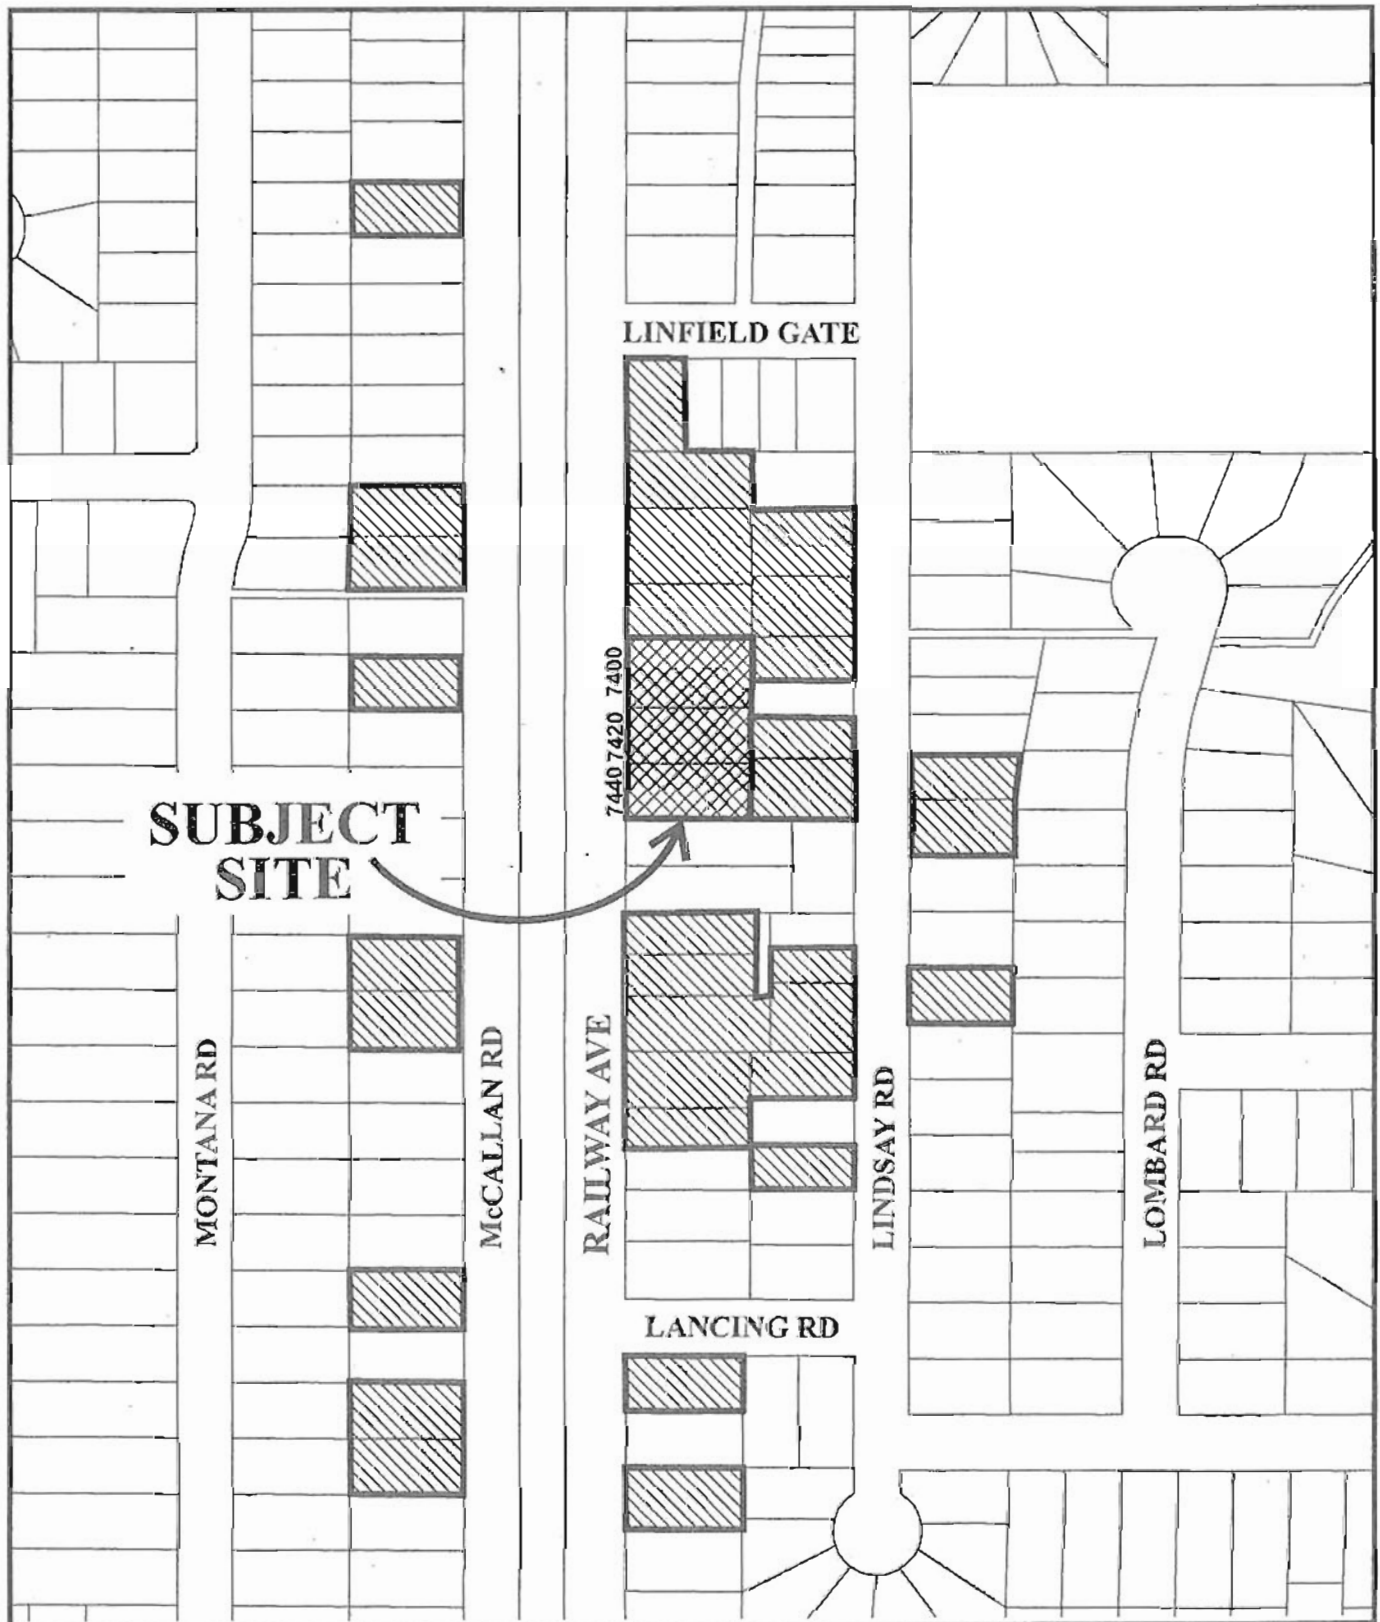 LINFIELD GATE
7400
7420
7440
SUBJECT
SITE
MONTANA RD
McCALLAN RD
RAILWAY AVE
LINDSAY RD
LOMBARD RD
LANCING RD